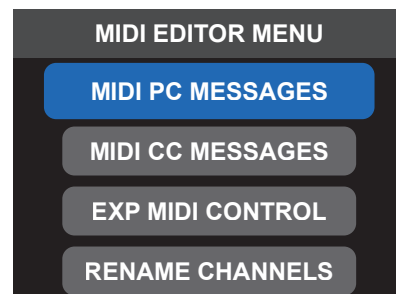 MIDI EDITOR MENU
MIDI PC MESSAGES
MIDI CC MESSAGES
EXP MIDI CONTROL
RENAME CHANNELS